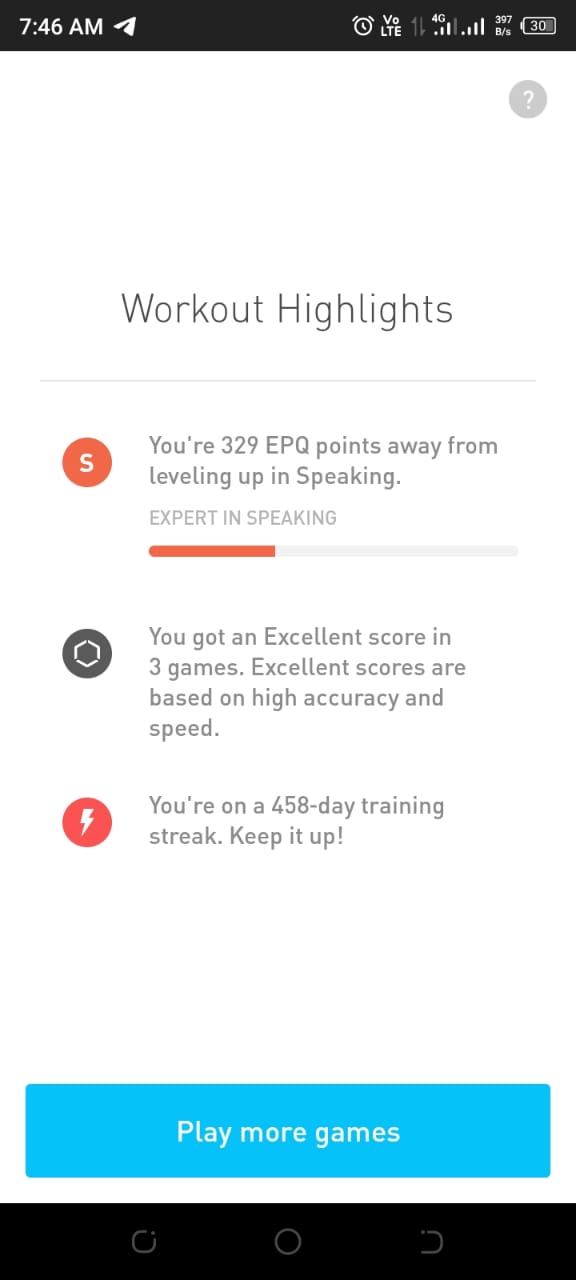 7:46 AM Vo LTE 4G 397 B/s 30
?
Workout Highlights
S
You're 329 EPQ points away from
leveling up in Speaking.
EXPERT IN SPEAKING
You got an Excellent score in
3 games. Excellent scores are
based on high accuracy and
speed.
You're on a 458-day training
streak. Keep it up!
Play more games